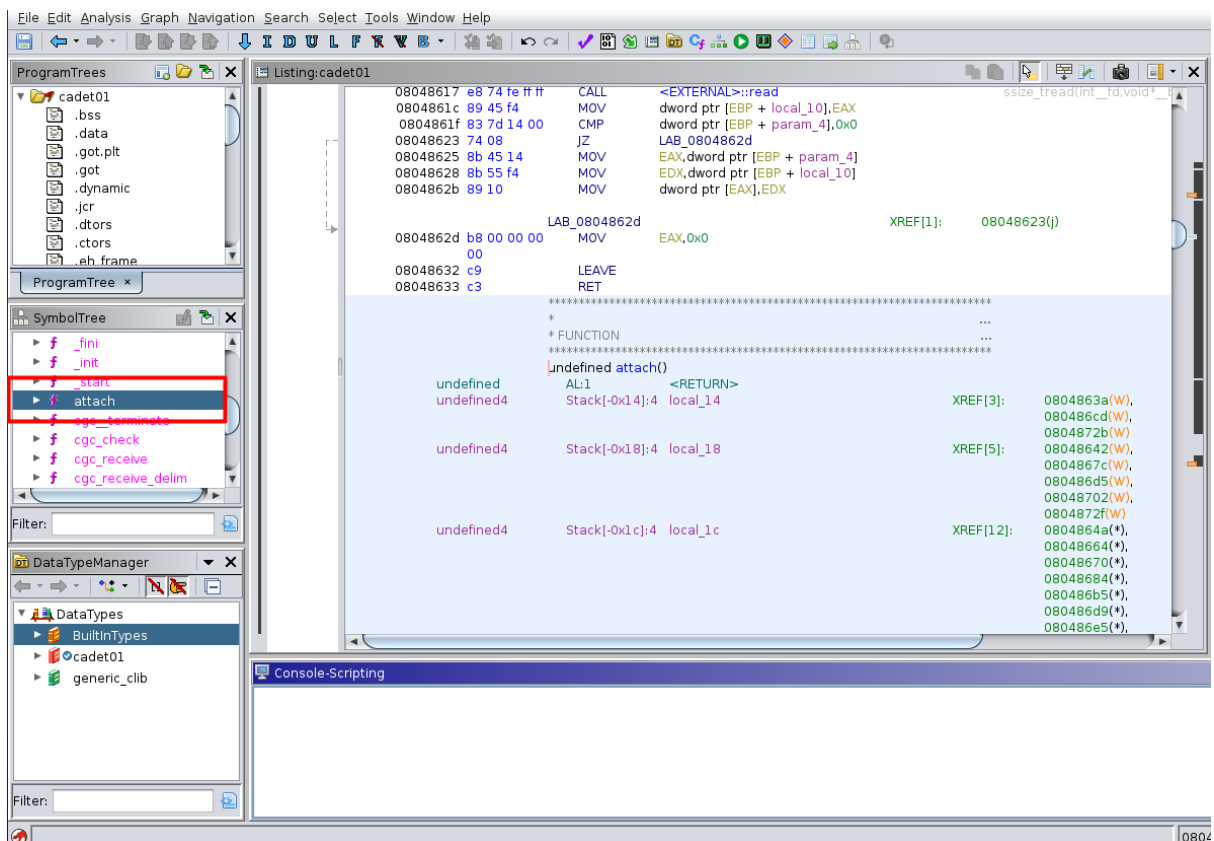 File Edit Analysis Graph Navigation Search Select Tools Window Help
I D U L F B
ProgramTrees
cadet01
.bss
.data
.got.plt
.got
.dynamic
.jcr
.dtors
.ctors
.eh_frame
ProgramTree ×
SymbolTree
f _fini
f _init
f _start
f attach
f cgc__terminate
f cgc_check
f cgc_receive
f cgc_receive_delim
Filter:
DataTypeManager
DataTypes
BuiltInTypes
cadet01
generic_clib
Filter:
Listing:cadet01
08048617 e8 74 fe ff ff CALL <EXTERNAL>::read ssize_tread(int__fd,void*__b
0804861c 89 45 f4 MOV dword ptr [EBP + local_10],EAX
0804861f 83 7d 14 00 CMP dword ptr [EBP + param_4],0x0
08048623 74 08 JZ LAB_0804862d
08048625 8b 45 14 MOV EAX,dword ptr [EBP + param_4]
08048628 8b 55 f4 MOV EDX,dword ptr [EBP + local_10]
0804862b 89 10 MOV dword ptr [EAX],EDX
LAB_0804862d XREF[1]: 08048623(j)
0804862d b8 00 00 00 MOV EAX,0x0
00
08048632 c9 LEAVE
08048633 c3 RET
************************************************************************
* ...
* FUNCTION ...
************************************************************************
undefined attach()
undefined AL:1 <RETURN>
undefined4 Stack[-0x14]:4 local_14 XREF[3]: 0804863a(W),
080486cd(W),
0804872b(W)
undefined4 Stack[-0x18]:4 local_18 XREF[5]: 08048642(W),
0804867c(W),
080486d5(W),
08048702(W),
0804872f(W)
undefined4 Stack[-0x1c]:4 local_1c XREF[12]: 0804864a(*),
08048664(*),
08048670(*),
08048684(*),
080486b5(*),
080486d9(*),
080486e5(*),
Console-Scripting
0804